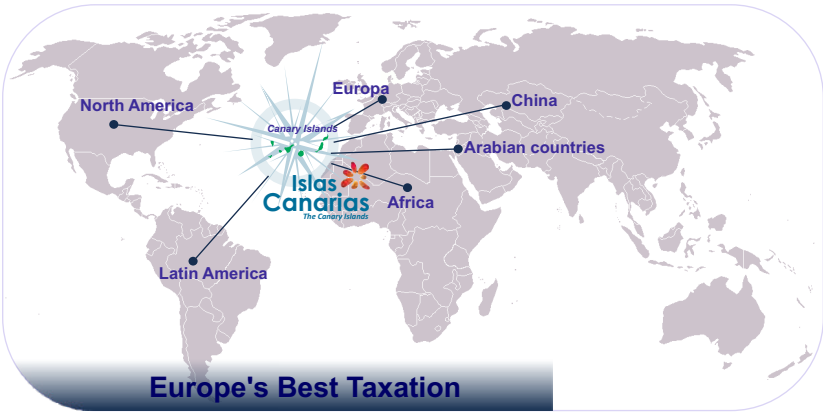 Europa
China
North America
Canary Islands
Arabian countries
Islas
Canarias
The Canary Islands
Africa
Latin America
Europe's Best Taxation